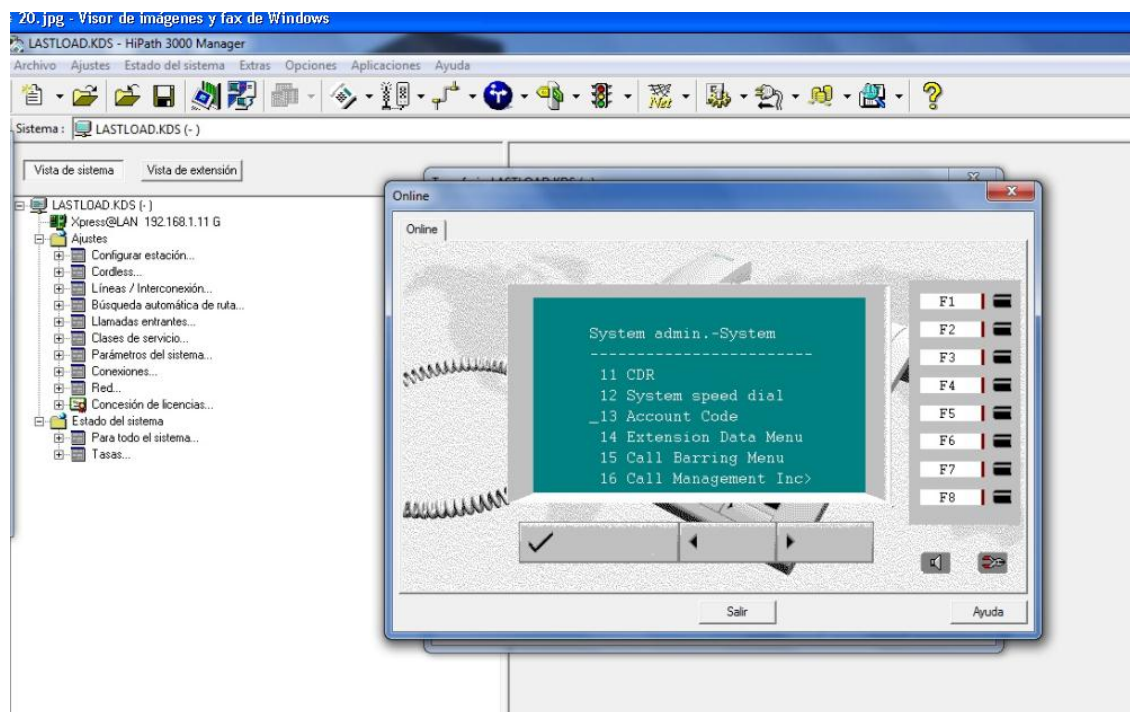 20.jpg - Visor de imágenes y fax de Windows
LASTLOAD.KDS - HiPath 3000 Manager
Archivo Ajustes Estado del sistema Extras Opciones Aplicaciones Ayuda
Net
Sistema : LASTLOAD.KDS (- )
Vista de sistema Vista de extensión
LASTLOAD.KDS (- )
Xpress@LAN 192.168.1.11 G
Ajustes
Configurar estación...
Cordless...
Líneas / Interconexión...
Búsqueda automática de ruta...
Llamadas entrantes...
Clases de servicio...
Parámetros del sistema...
Conexiones...
Red...
Concesión de licencias...
Estado del sistema
Para todo el sistema...
Tasas...
Online
Online
System admin.-System
------------------------
11 CDR
12 System speed dial
_13 Account Code
14 Extension Data Menu
15 Call Barring Menu
16 Call Management Inc>
F1
F2
F3
F4
F5
F6
F7
F8
Salir
Ayuda